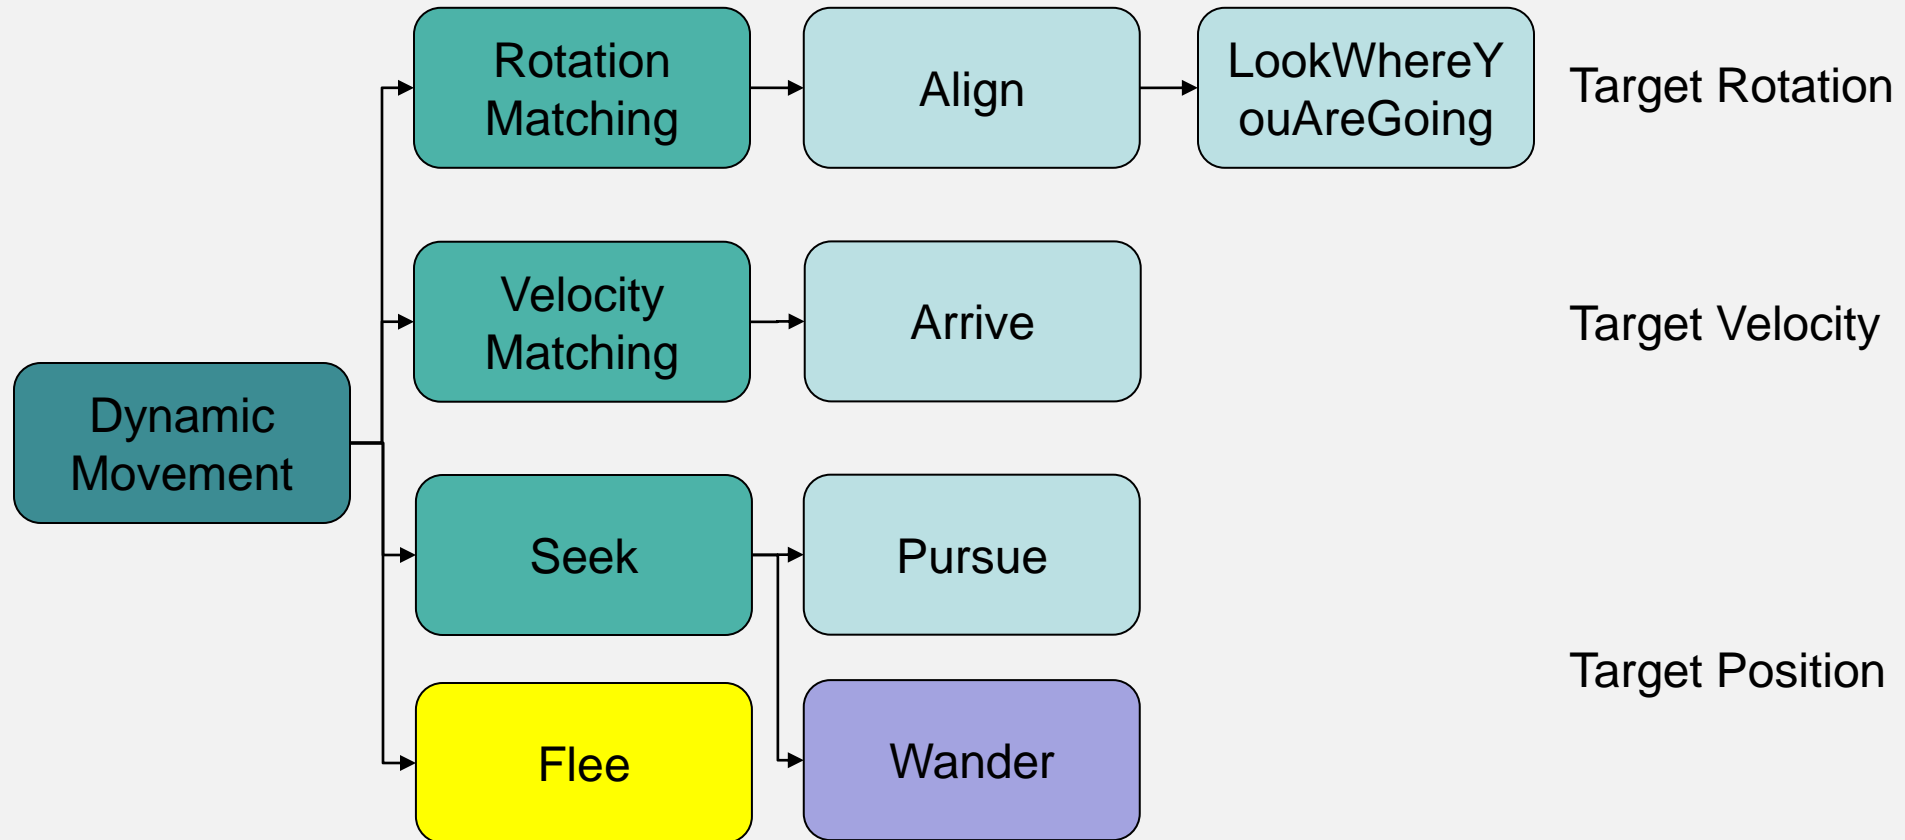 Rotation
Matching
Align
LookWhereY
ouAreGoing
Target Rotation
Velocity
Matching
Arrive
Target Velocity
Dynamic
Movement
Seek
Pursue
Target Position
Flee
Wander